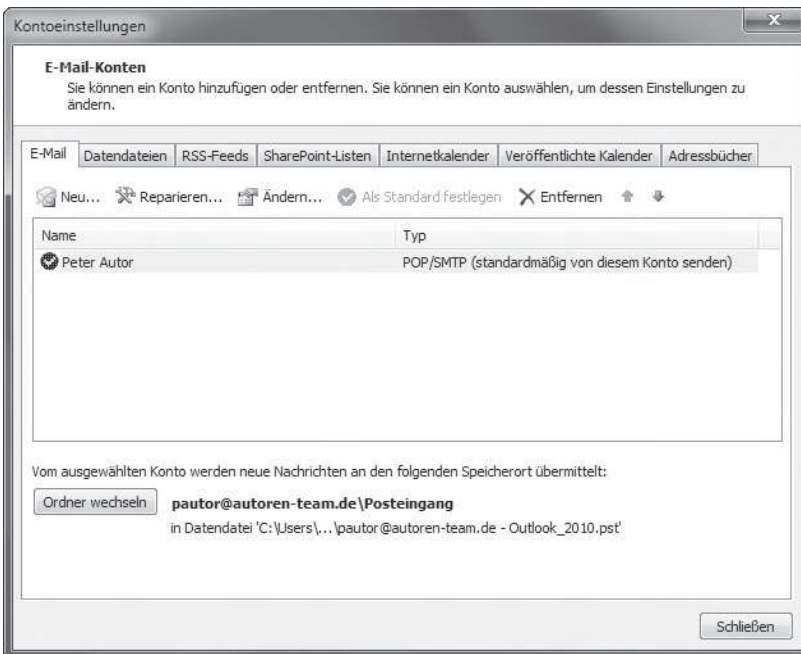 Kontoeinstellungen
E-Mail-Konten
Sie können ein Konto hinzufügen oder entfernen. Sie können ein Konto auswählen, um dessen Einstellungen zu
ändern.
E-Mail Datendateien RSS-Feeds SharePoint-Listen Internetkalender Veröffentlichte Kalender Adressbücher
Neu... Reparieren... Ändern... Als Standard festlegen Entfernen
Name Typ
Peter Autor POP/SMTP (standardmäßig von diesem Konto senden)
Vom ausgewählten Konto werden neue Nachrichten an den folgenden Speicherort übermittelt:
Ordner wechseln pautor@autoren-team.de\Posteingang
in Datendatei 'C:\Users\...\pautor@autoren-team.de - Outlook_2010.pst'
Schließen